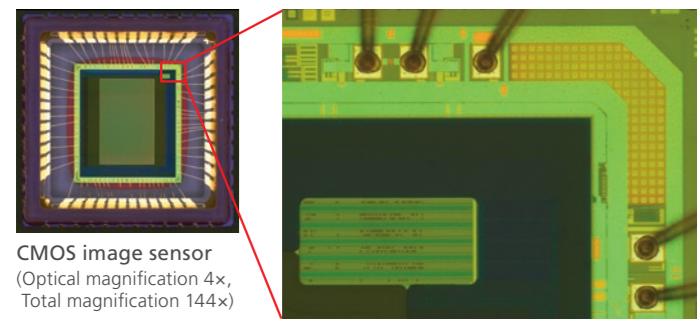 CMOS image sensor
(Optical magnification 4×,
Total magnification 144×)